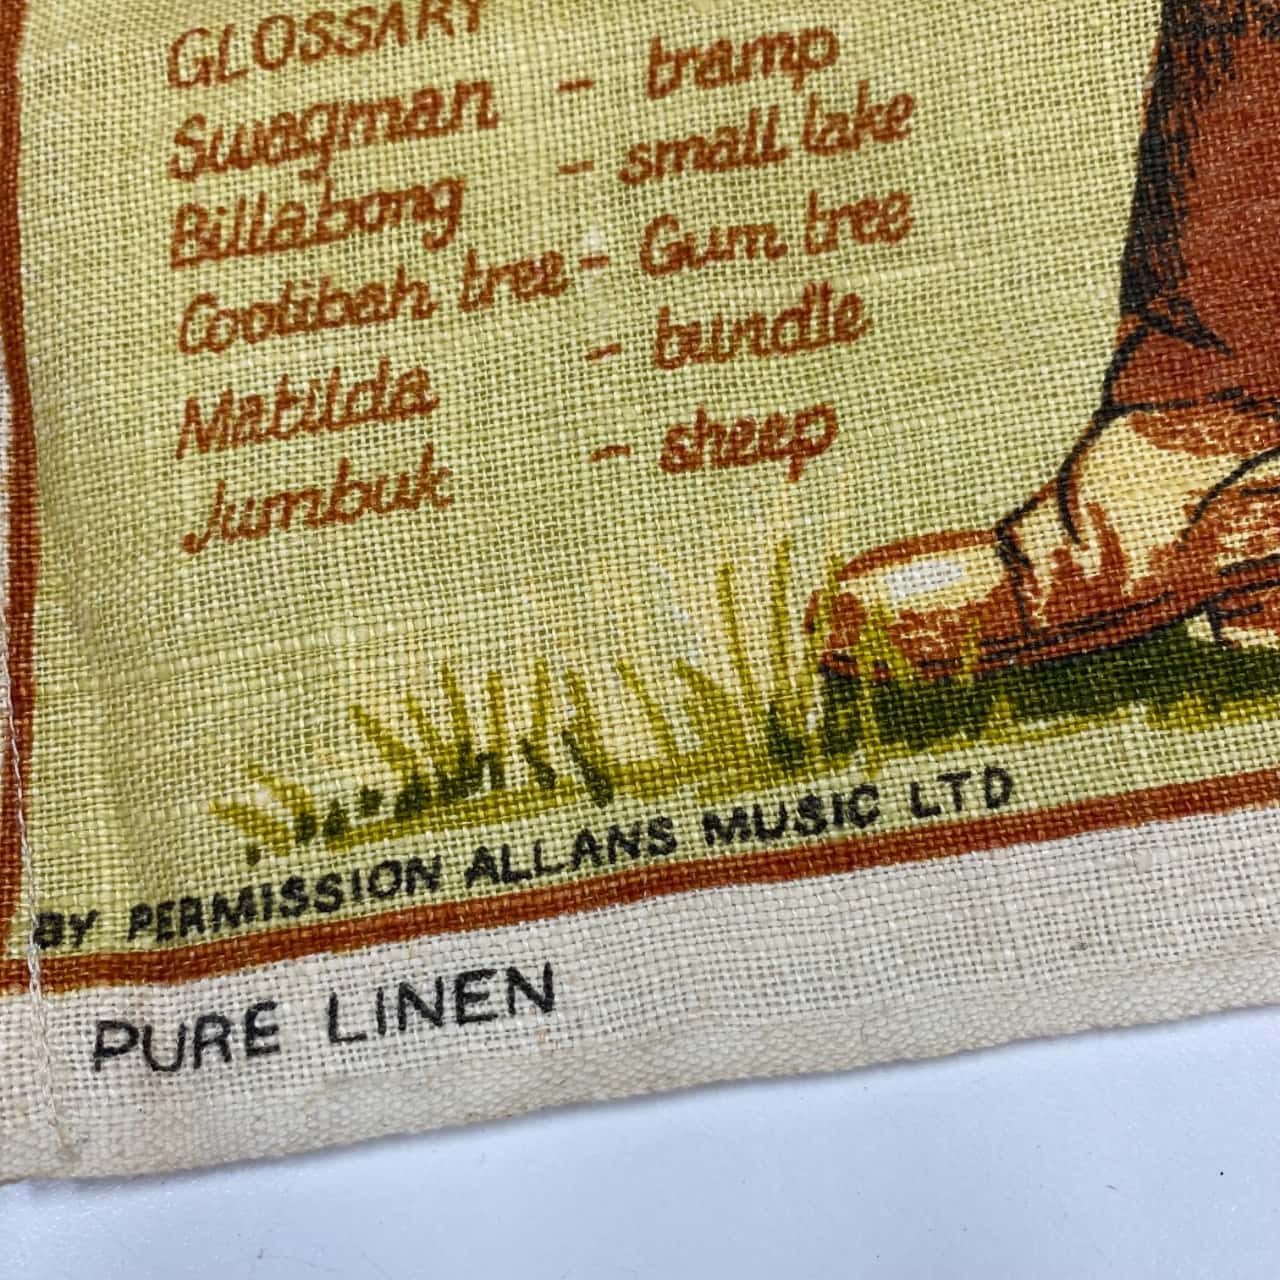 GLOSSARY
Swagman - tramp
Billabong - small lake
Coolibah tree - Gum tree
Matilda - bundle
Jumbuk - sheep
BY PERMISSION ALLANS MUSIC LTD
PURE LINEN